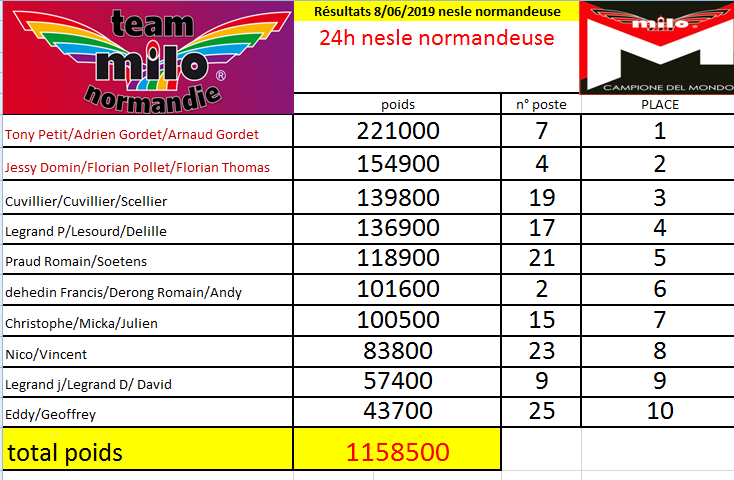 team
milo
normandie
®
Résultats 8/06/2019 nesle normandeuse
24h nesle normandeuse
milo
CAMPIONE DEL MONDO
poids n° poste PLACE
Tony Petit/Adrien Gordet/Arnaud Gordet 221000 7 1
Jessy Domin/Florian Pollet/Florian Thomas 154900 4 2
Cuvillier/Cuvillier/Scellier 139800 19 3
Legrand P/Lesourd/Delille 136900 17 4
Praud Romain/Soetens 118900 21 5
dehedin Francis/Derong Romain/Andy 101600 2 6
Christophe/Micka/Julien 100500 15 7
Nico/Vincent 83800 23 8
Legrand j/Legrand D/ David 57400 9 9
Eddy/Geoffrey 43700 25 10
total poids 1158500